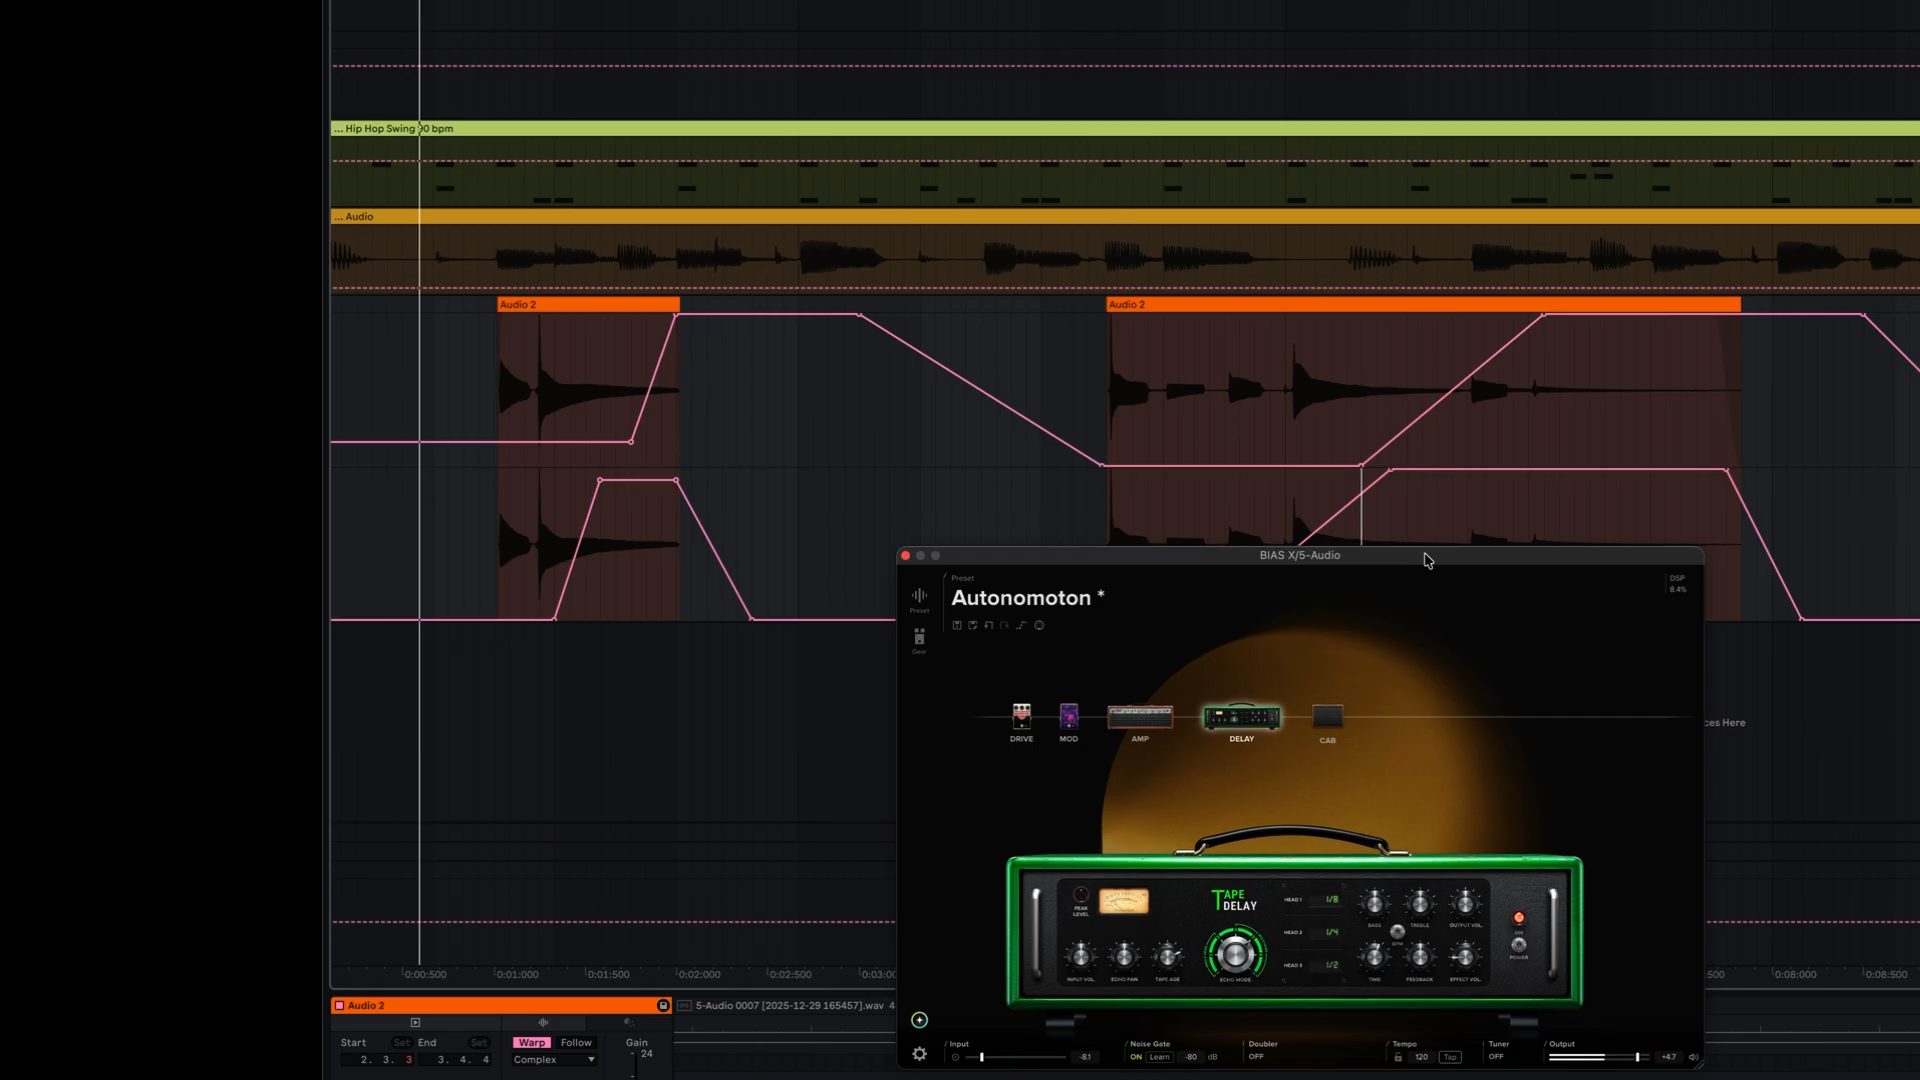 ... Hip Hop Swing 90 bpm
... Audio
Audio 2
Audio 2
BIAS X/5-Audio
Preset
Autonomoton *
DSP
8.4%
Preset
Gear
DRIVE
MOD
AMP
DELAY
CAB
ces Here
PEAK LEVEL
TAPE DELAY
HEAD 1 1/8
HEAD 2 1/4
HEAD 3 1/2
BASS
TREBLE
OUTPUT VOL.
BPM
ON
POWER
INPUT VOL.
ECHO PAN
TAPE AGE
ECHO MODE
TIME
FEEDBACK
EFFECT VOL.
0:00:500
0:01:000
0:01:500
0:02:000
0:02:500
0:03:00
500
0:08:000
0:08:500
Audio 2
5-Audio 0007 [2025-12-29 165457].wav 4
Start Set End Set
2. 3. 3 3. 4. 4
Warp Follow
Complex
Gain
24
Input
-8.1
Noise Gate
ON Learn -80 dB
Doubler
OFF
Tempo
120 Tap
Tuner
OFF
Output
+4.7